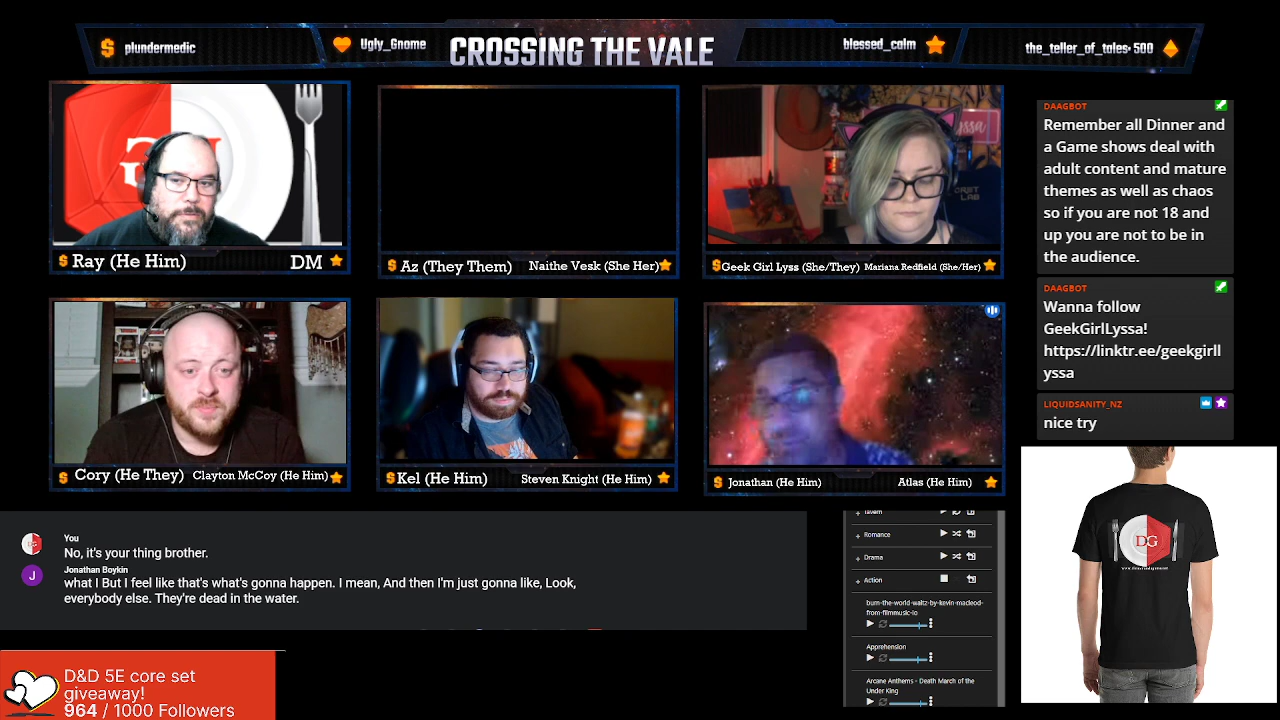 plundermedic
Ugly_Gnome
CROSSING THE VALE
blessed_calm
the_teller_of_tales• 500
DG
Ray (He Him)
DM
Az (They Them)
Naithe Vesk (She Her)
Geek Girl Lyss (She/They)
Mariana Redfield (She/Her)
Cory (He They)
Clayton McCoy (He Him)
Kel (He Him)
Steven Knight (He Him)
Jonathan (He Him)
Atlas (He Him)
DAAGBOT
Remember all Dinner and
a Game shows deal with
adult content and mature
themes as well as chaos
so if you are not 18 and
up you are not to be in
the audience.
DAAGBOT
Wanna follow
GeekGirlLyssa!
https://linktr.ee/geekgirll
yssa
LIQUIDSANITY_NZ
nice try
You
No, it's your thing brother.
J
Jonathan Boykin
what I But I feel like that's what's gonna happen. I mean, And then I'm just gonna like, Look,
everybody else. They're dead in the water.
Tavern
Romance
Drama
Action
burn-the-world-waltz-by-kevin-macleod-
from-filmmusic-io
Apprehension
Arcane Anthems - Death March of the
Under King
DG
D&D 5E core set
giveaway!
964 / 1000 Followers